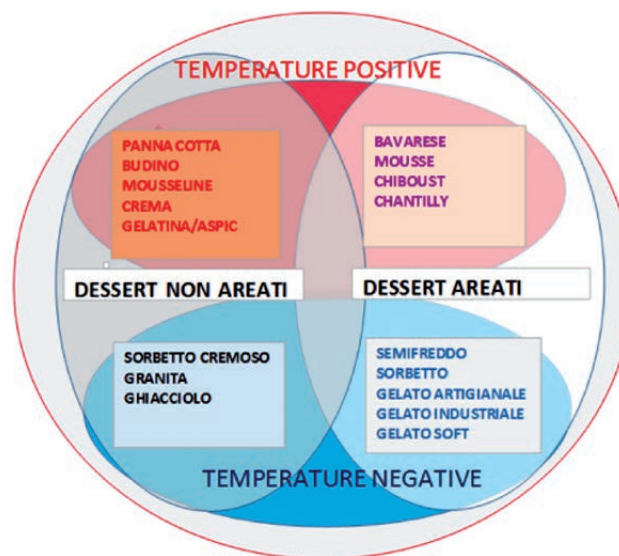 TEMPERATURE POSITIVE
PANNA COTTA
BUDINO
MOUSSELINE
CREMA
GELATINA/ASPIC
BAVARESE
MOUSSE
CHIBOUST
CHANTILLY
DESSERT NON AREATI
DESSERT AREATI
SORBETTO CREMOSO
GRANITA
GHIACCIOLO
SEMIFREDDO
SORBETTO
GELATO ARTIGIANALE
GELATO INDUSTRIALE
GELATO SOFT
TEMPERATURE NEGATIVE